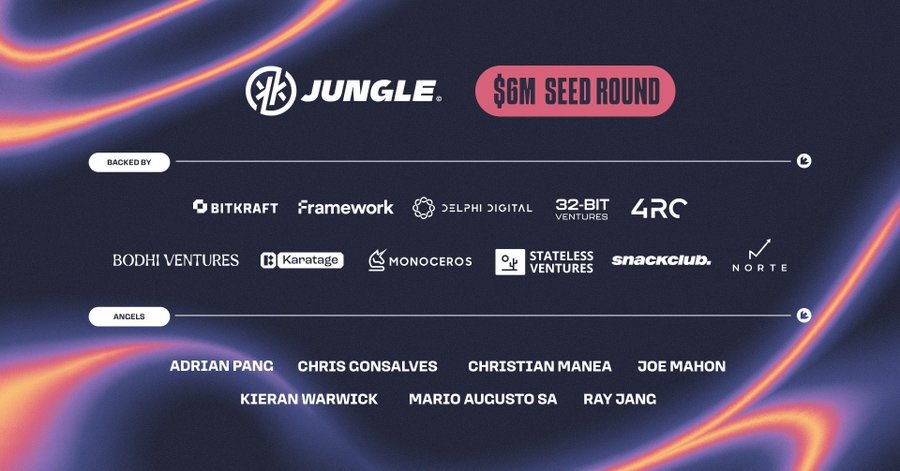 JUNGLE©
$6M SEED ROUND
BACKED BY
BITKRAFT Framework DELPHI DIGITAL 32-BIT VENTURES 4RC
BODHI VENTURES Karatage MONOCEROS STATELESS VENTURES snackclub. NORTE
ANGELS
ADRIAN PANG CHRIS GONSALVES CHRISTIAN MANEA JOE MAHON
KIERAN WARWICK MARIO AUGUSTO SA RAY JANG